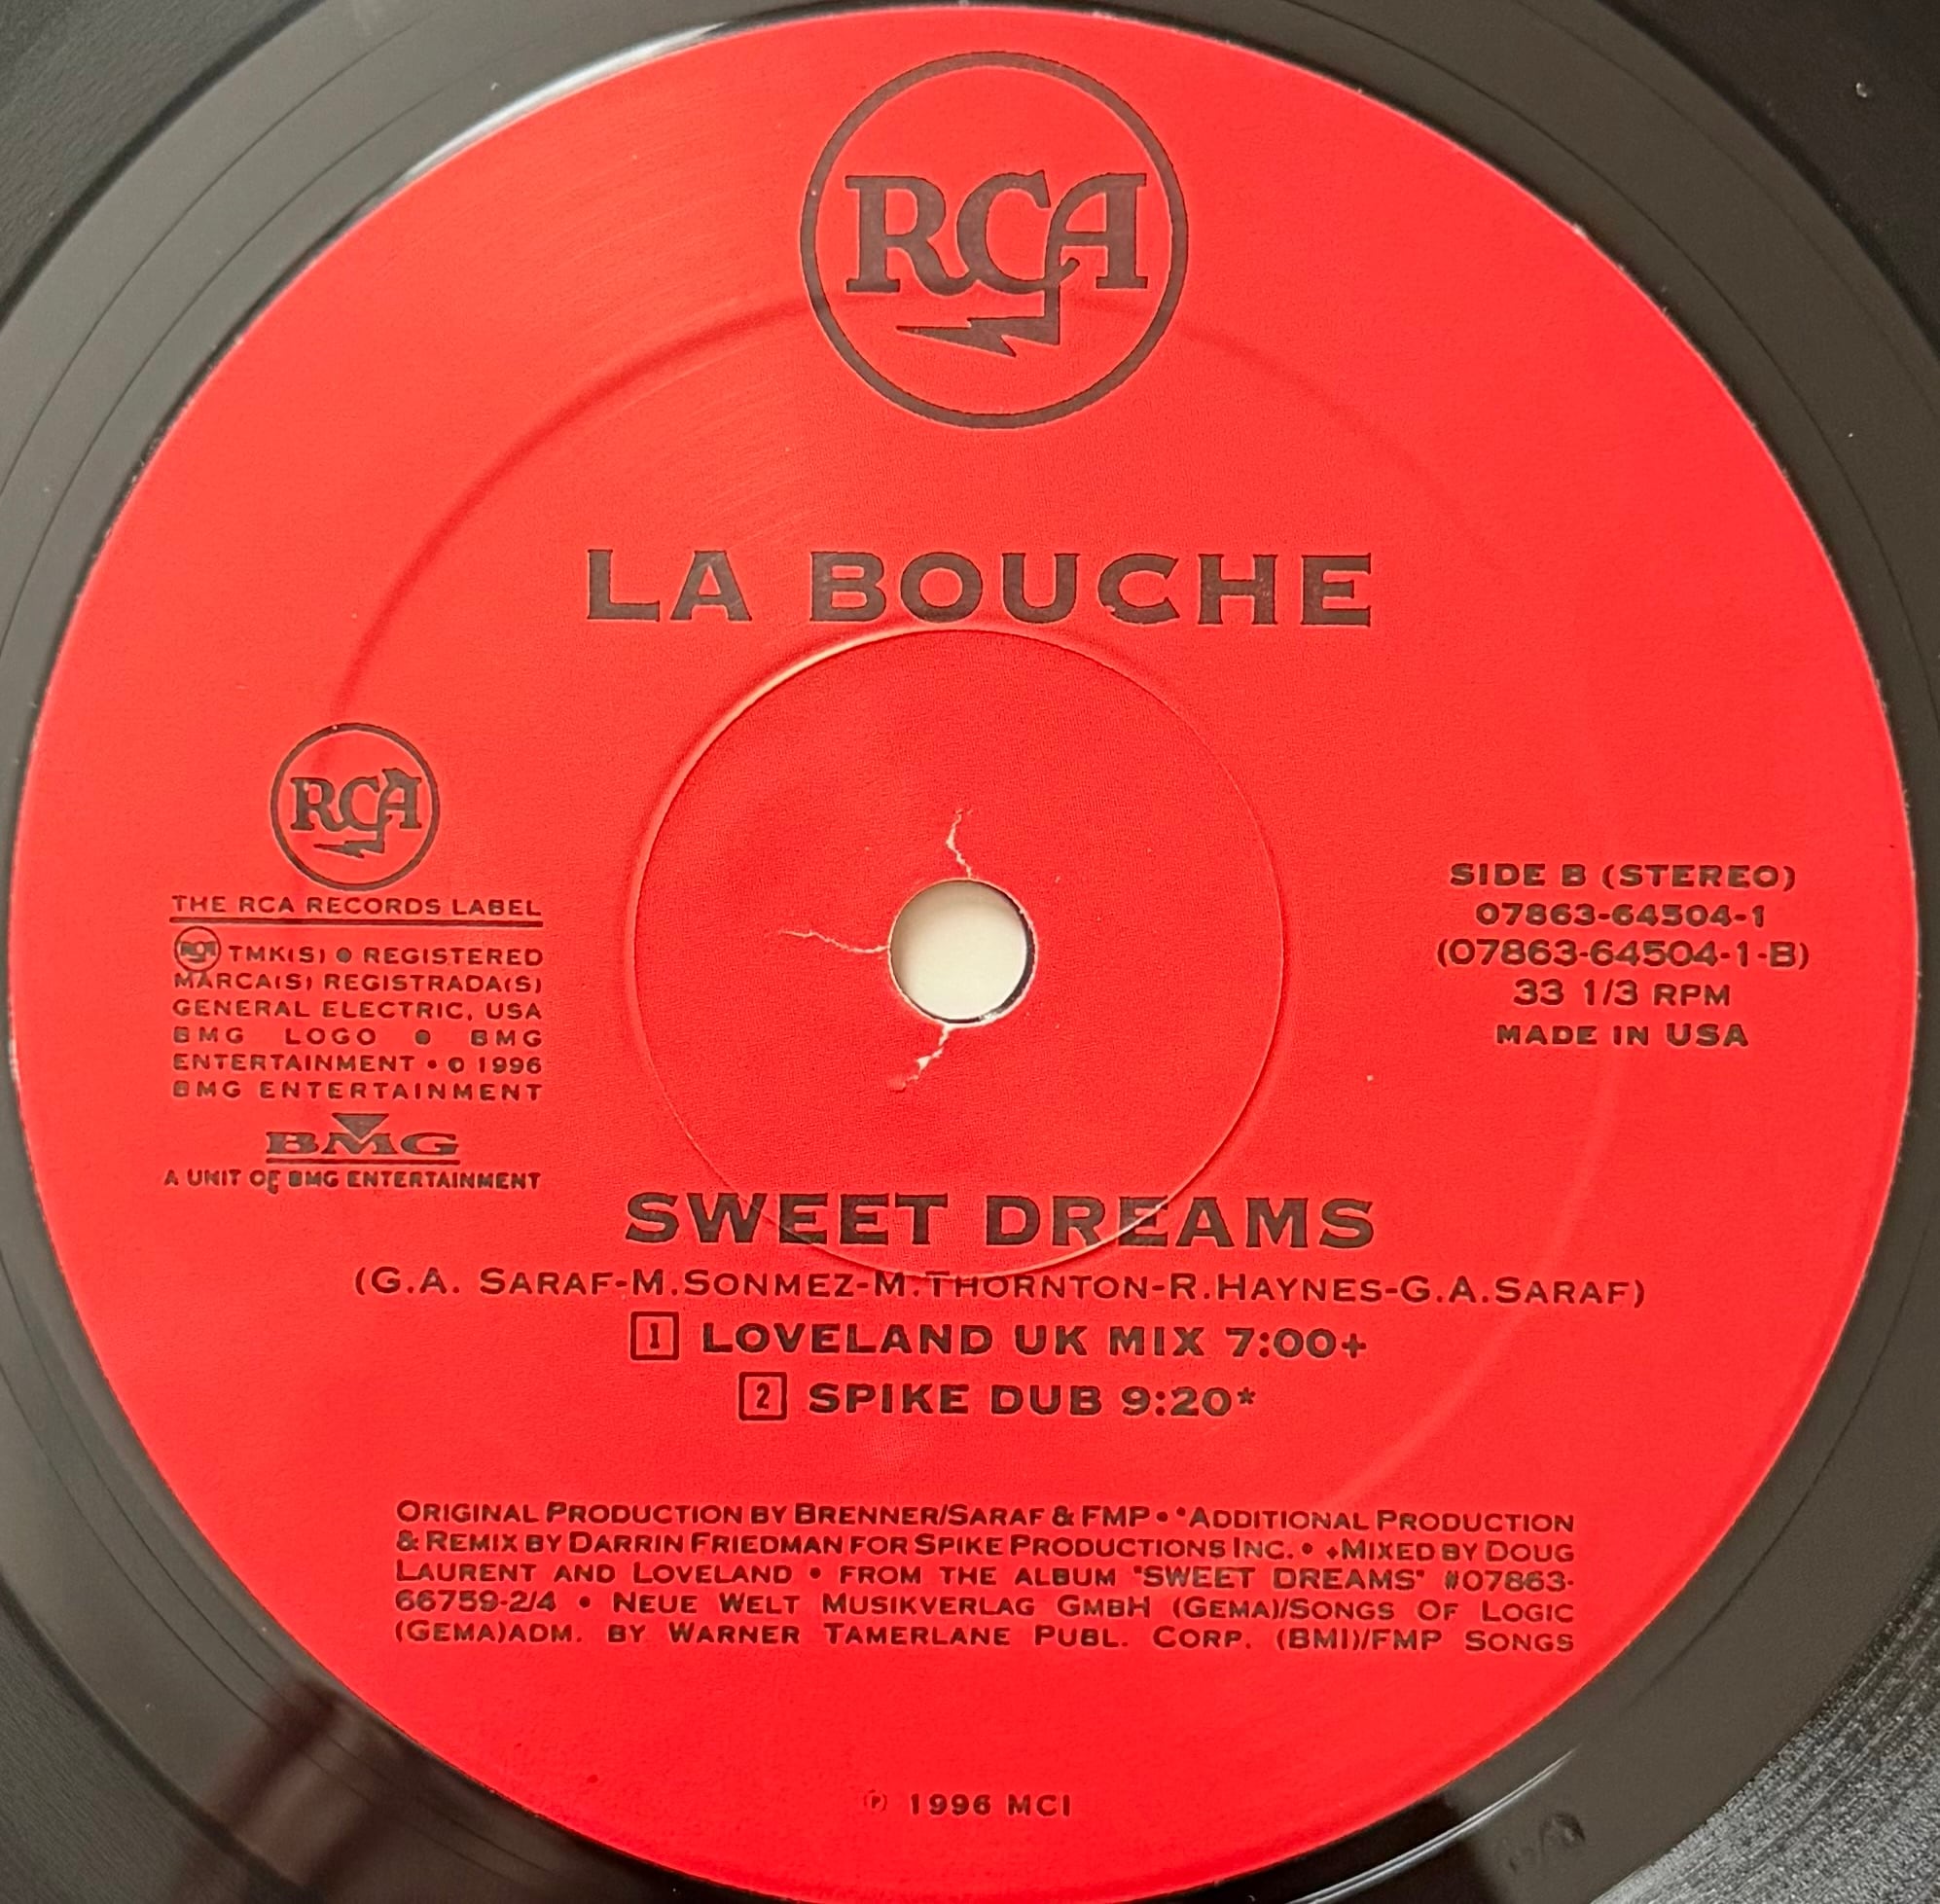 RCA
LA BOUCHE
RCA
THE RCA RECORDS LABEL
RCA TMK(S) ● REGISTERED
MARCA(S) REGISTRADA(S)
GENERAL ELECTRIC, USA
BMG LOGO ● BMG
ENTERTAINMENT • © 1996
BMG ENTERTAINMENT
BMG
A UNIT OF BMG ENTERTAINMENT
SIDE B (STEREO)
07863-64504-1
(07863-64504-1-B)
33 1/3 RPM
MADE IN USA
SWEET DREAMS
(G.A. SARAF-M.SONMEZ-M.THORNTON-R.HAYNES-G.A.SARAF)
1 LOVELAND UK MIX 7:00+
2 SPIKE DUB 9:20*
ORIGINAL PRODUCTION BY BRENNER/SARAF & FMP • *ADDITIONAL PRODUCTION
& REMIX BY DARRIN FRIEDMAN FOR SPIKE PRODUCTIONS INC. • +MIXED BY DOUG
LAURENT AND LOVELAND • FROM THE ALBUM "SWEET DREAMS" #07863-
66759-2/4 • NEUE WELT MUSIKVERLAG GMBH (GEMA)/SONGS OF LOGIC
(GEMA)ADM. BY WARNER TAMERLANE PUBL. CORP. (BMI)/FMP SONGS
℗ 1996 MCI